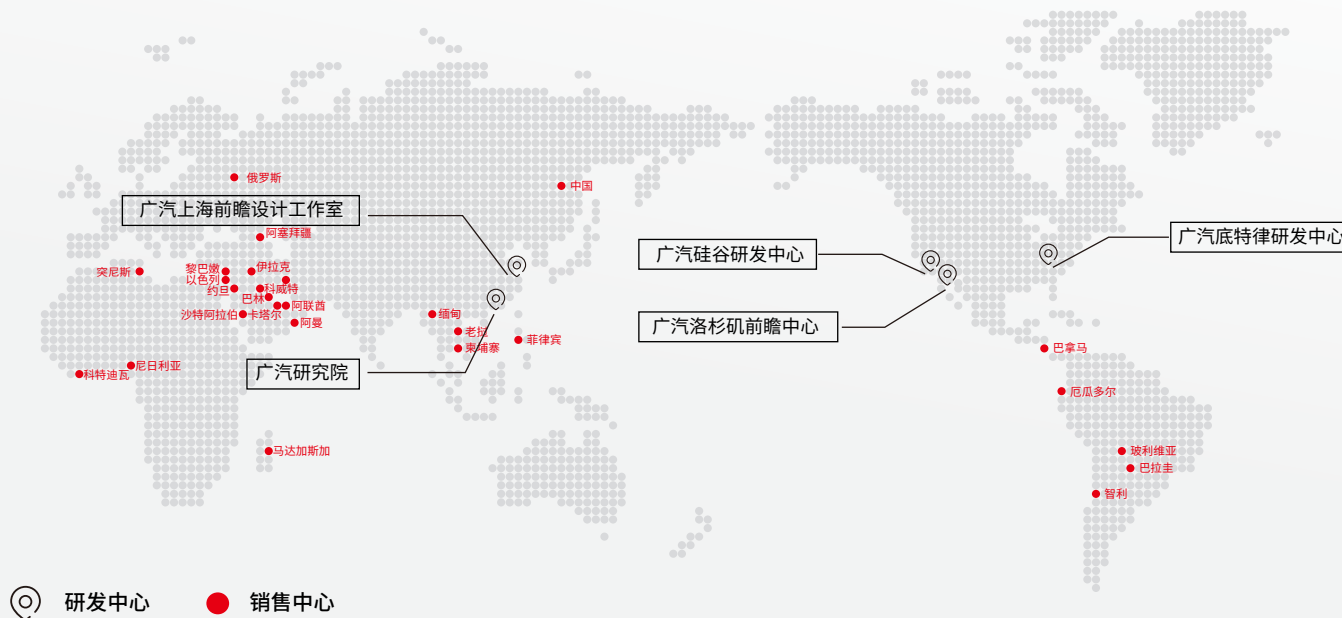 俄罗斯
中国
广汽上海前瞻设计工作室
阿塞拜疆
广汽底特律研发中心
广汽硅谷研发中心
突尼斯
黎巴嫩
伊拉克
以色列
约旦
科威特
巴林
阿联酋
沙特阿拉伯
卡塔尔
阿曼
缅甸
老挝
菲律宾
柬埔寨
广汽洛杉矶前瞻中心
巴拿马
尼日利亚
科特迪瓦
广汽研究院
厄瓜多尔
马达加斯加
玻利维亚
巴拉圭
智利
研发中心
销售中心